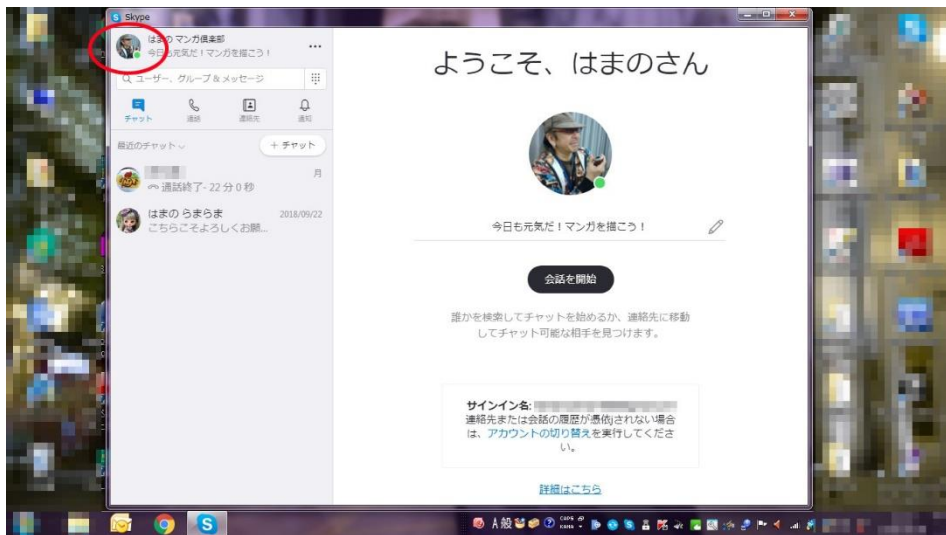 Skype
はまの マンガ倶楽部
今日も元気だ！マンガを描こう！
ユーザー、グループ & メッセージ
チャット
通話
連絡先
通知
最近のチャット
+ チャット
月
通話終了 - 22 分 0 秒
はまの らまらま
2018/09/22
こちらこそよろしくお願...
ようこそ、はまのさん
今日も元気だ！マンガを描こう！
会話を開始
誰かを検索してチャットを始めるか、連絡先に移動
してチャット可能な相手を見つけます。
サインイン名:
連絡先または会話の履歴が憑依されない場合
は、アカウントの切り替えを実行してくださ
い。
詳細はこちら
A 般
CAPS
KANA